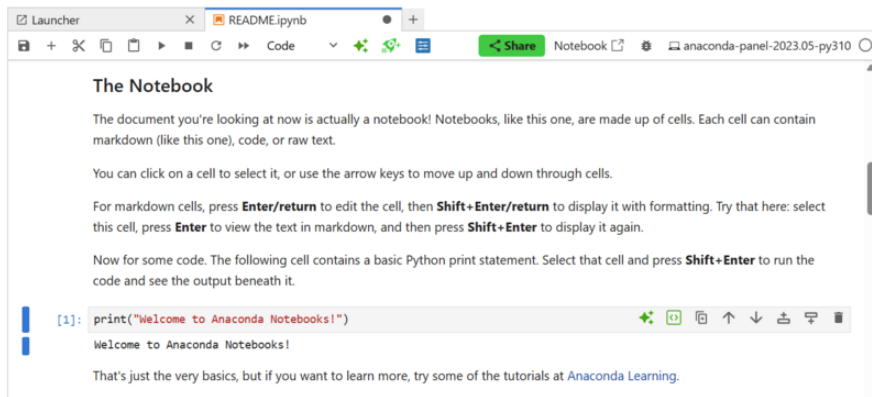 Launcher
README.ipynb
Code
Share
Notebook
anaconda-panel-2023.05-py310
The Notebook
The document you're looking at now is actually a notebook! Notebooks, like this one, are made up of cells. Each cell can contain
markdown (like this one), code, or raw text.
You can click on a cell to select it, or use the arrow keys to move up and down through cells.
For markdown cells, press Enter/return to edit the cell, then Shift+Enter/return to display it with formatting. Try that here: select
this cell, press Enter to view the text in markdown, and then press Shift+Enter to display it again.
Now for some code. The following cell contains a basic Python print statement. Select that cell and press Shift+Enter to run the
code and see the output beneath it.
[1]: print("Welcome to Anaconda Notebooks!")
Welcome to Anaconda Notebooks!
That's just the very basics, but if you want to learn more, try some of the tutorials at Anaconda Learning.